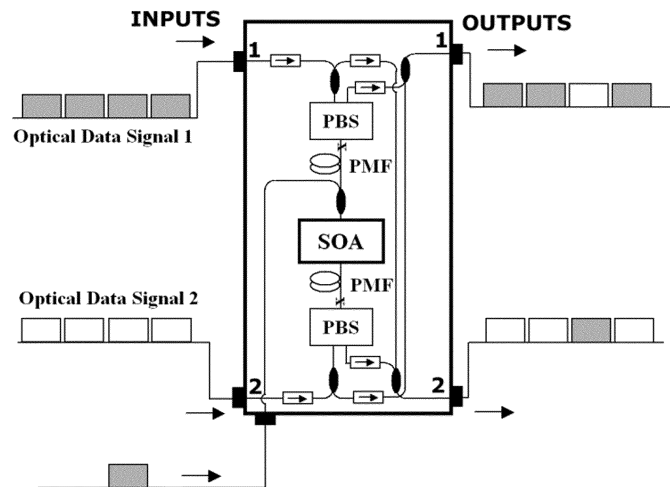 INPUTS
OUTPUTS
1
1
Optical Data Signal 1
PBS
PMF
SOA
Optical Data Signal 2
PMF
PBS
2
2